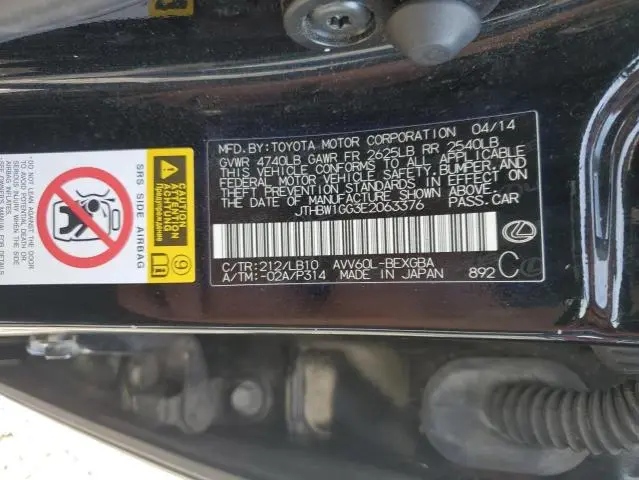 MFD. BY: TOYOTA MOTOR CORPORATION 04/14
GVWR 4740LB GAWR FR 2625LB RR 2540LB
THIS VEHICLE CONFORMS TO ALL APPLICABLE
FEDERAL MOTOR VEHICLE SAFETY, BUMPER, AND
THEFT PREVENTION STANDARDS IN EFFECT ON
THE DATE OF MANUFACTURE SHOWN ABOVE.
JTHBW1GG3E2063376 PASS. CAR
C/TR: 212/LB10 AVV60L-BEXGBA
A/TM: -02A/P314 MADE IN JAPAN 892 C
SRS SIDE AIRBAG
9